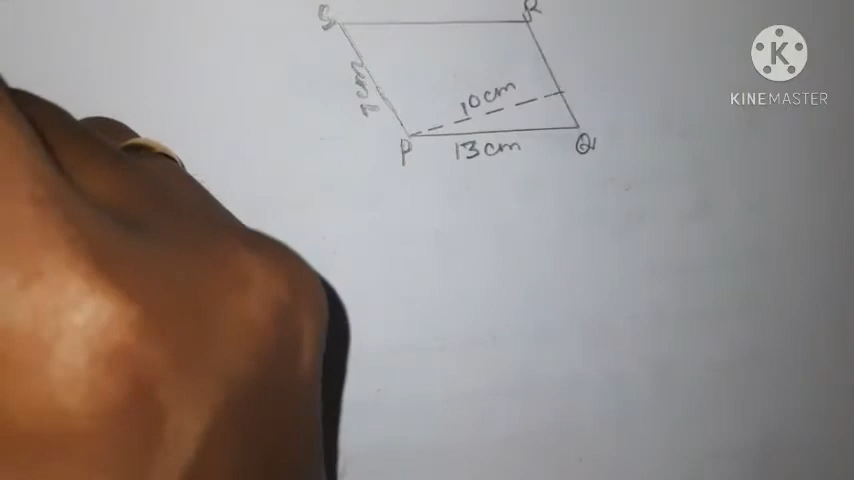 S R
7cm
10cm
P 13cm Q
K
KINEMASTER